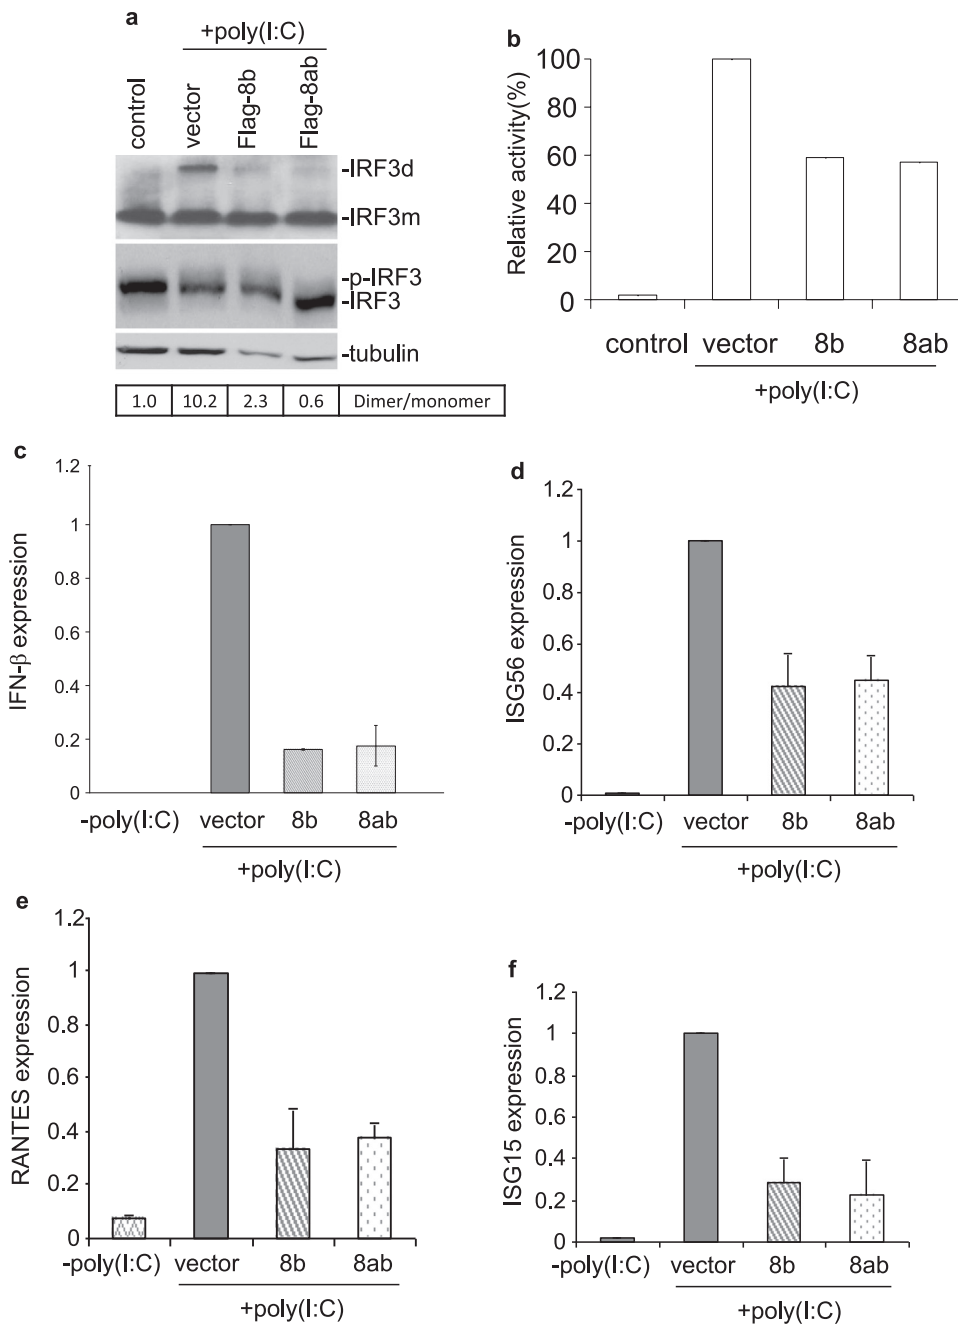 a
+poly(I:C)
control
vector
Flag-8b
Flag-8ab
-IRF3d
-IRF3m
-p-IRF3
-IRF3
-tubulin
1.0 10.2 2.3 0.6 Dimer/monomer
b
Relative activity(%)
100
80
60
40
20
0
control vector 8b 8ab
+poly(I:C)
c
IFN-β expression
1.2
1
0.8
0.6
0.4
0.2
0
-poly(I:C) vector 8b 8ab
+poly(I:C)
d
ISG56 expression
1.2
1
0.8
0.6
0.4
0.2
0
-poly(I:C) vector 8b 8ab
+poly(I:C)
e
RANTES expression
1.2
1
0.8
0.6
0.4
0.2
0
-poly(I:C) vector 8b 8ab
+poly(I:C)
f
ISG15 expression
1.2
1
0.8
0.6
0.4
0.2
0
-poly(I:C) vector 8b 8ab
+poly(I:C)